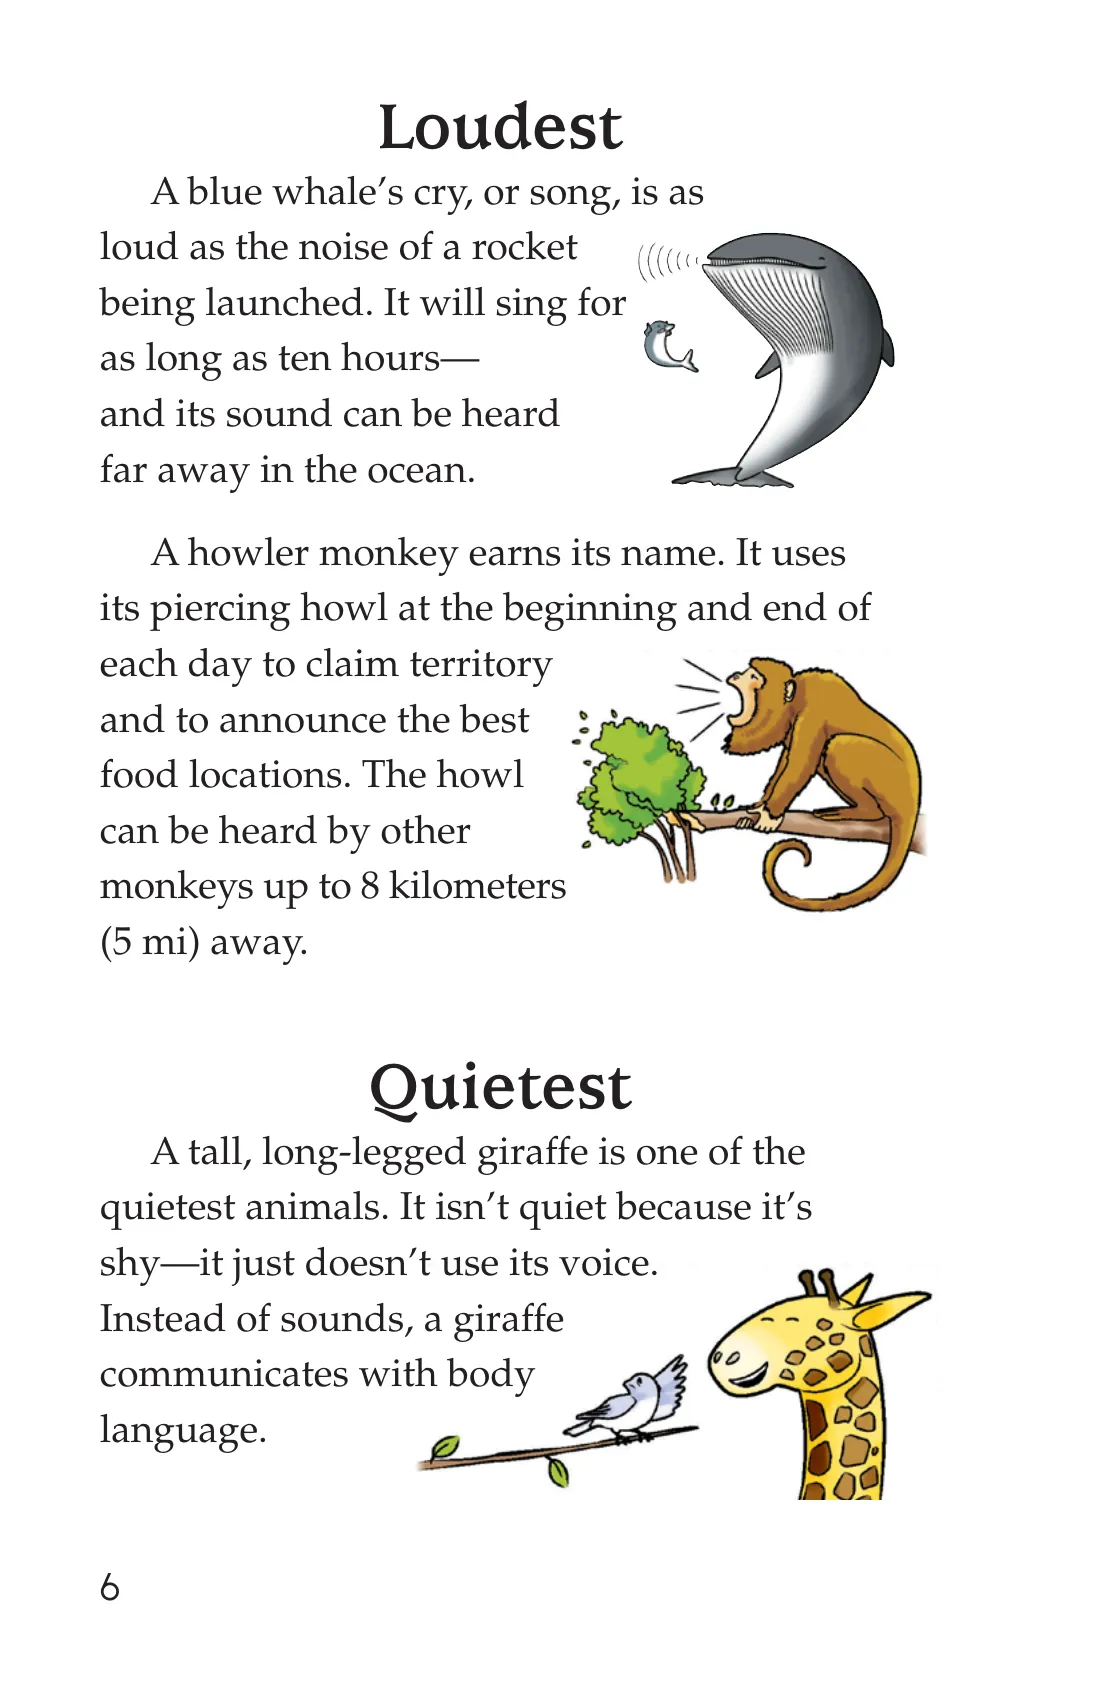 Loudest
A blue whale’s cry, or song, is as
loud as the noise of a rocket
being launched. It will sing for
as long as ten hours—
and its sound can be heard
far away in the ocean.
A howler monkey earns its name. It uses
its piercing howl at the beginning and end of
each day to claim territory
and to announce the best
food locations. The howl
can be heard by other
monkeys up to 8 kilometers
(5 mi) away.
Quietest
A tall, long-legged giraffe is one of the
quietest animals. It isn’t quiet because it’s
shy—it just doesn’t use its voice.
Instead of sounds, a giraffe
communicates with body
language.
6